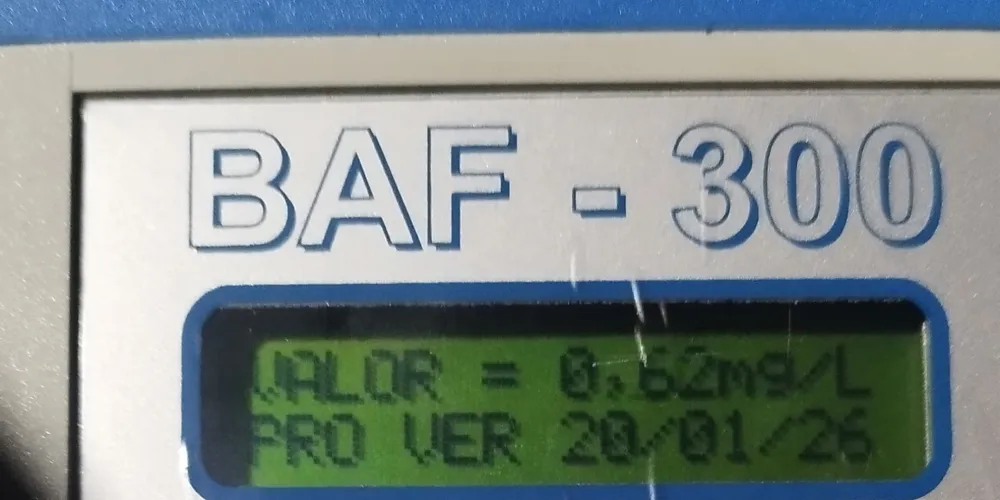 BAF - 300
VALOR = 0,62mg/L
PRO VER 20/01/26